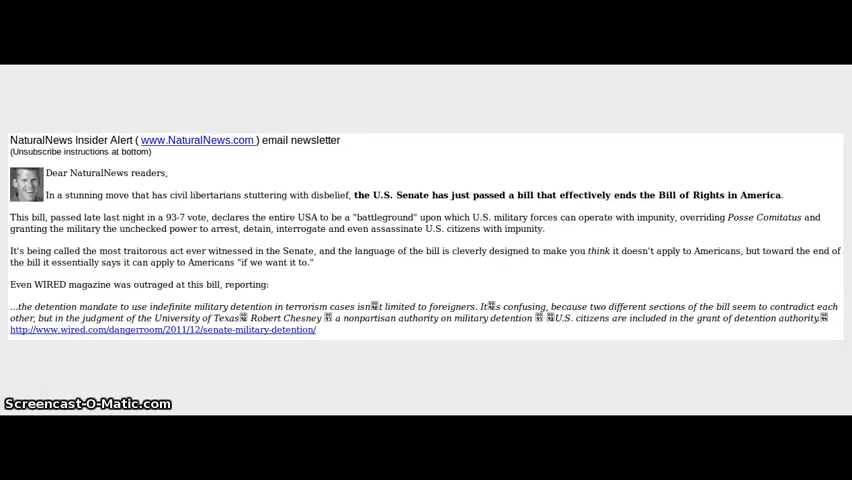 NaturalNews Insider Alert ( www.NaturalNews.com ) email newsletter
(Unsubscribe instructions at bottom)
Dear NaturalNews readers,
In a stunning move that has civil libertarians stuttering with disbelief, the U.S. Senate has just passed a bill that effectively ends the Bill of Rights in America.
This bill, passed late last night in a 93-7 vote, declares the entire USA to be a "battleground" upon which U.S. military forces can operate with impunity, overriding Posse Comitatus and
granting the military the unchecked power to arrest, detain, interrogate and even assassinate U.S. citizens with impunity.
It's being called the most traitorous act ever witnessed in the Senate, and the language of the bill is cleverly designed to make you think it doesn't apply to Americans, but toward the end of
the bill it essentially says it can apply to Americans "if we want it to."
Even WIRED magazine was outraged at this bill, reporting:
...the detention mandate to use indefinite military detention in terrorism cases isn t limited to foreigners. It s confusing, because two different sections of the bill seem to contradict each
other, but in the judgment of the University of Texas Robert Chesney a nonpartisan authority on military detention U.S. citizens are included in the grant of detention authority.
http://www.wired.com/dangerroom/2011/12/senate-military-detention/
Screencast-O-Matic.com